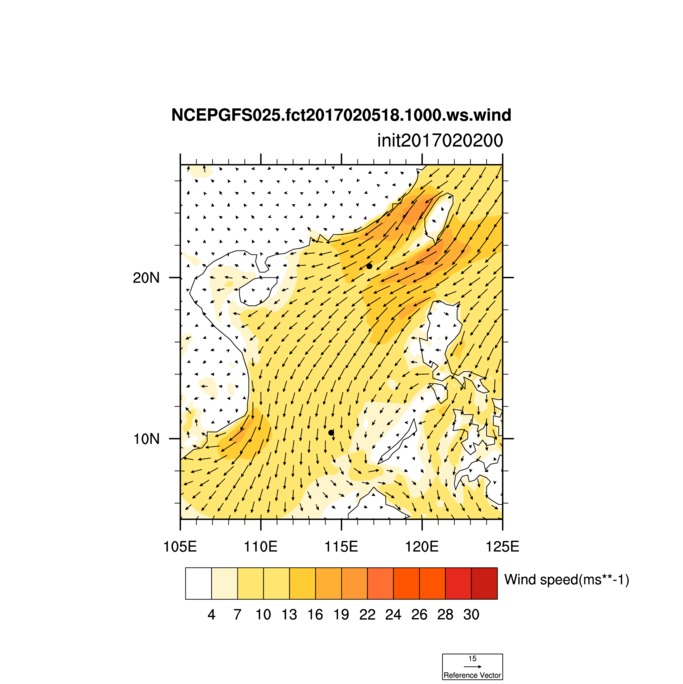 NCEPGFS025.fct2017020518.1000.ws.wind
init2017020200
20N
10N
105E 110E 115E 120E 125E
Wind speed(ms**-1)
4 7 10 13 16 19 22 24 26 28 30
15
Reference Vector